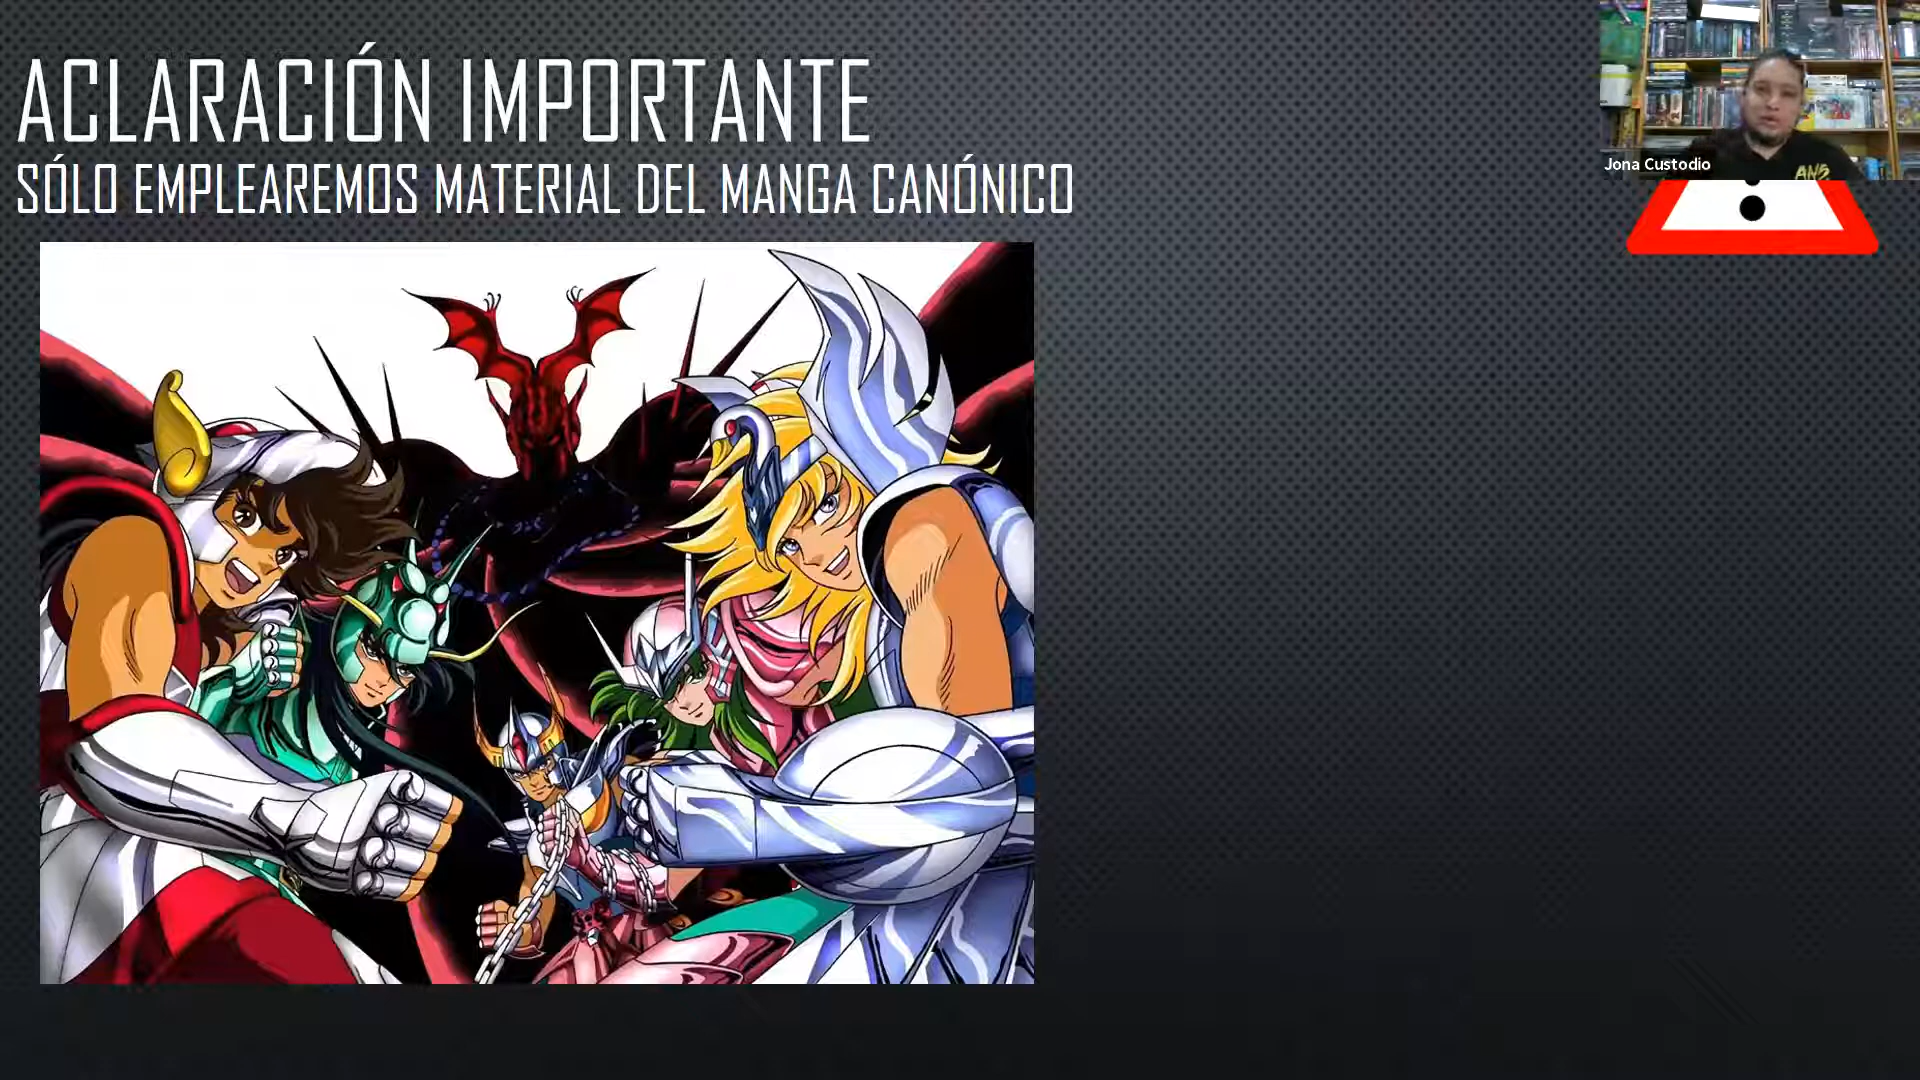 ACLARACIÓN IMPORTANTE
SÓLO EMPLEAREMOS MATERIAL DEL MANGA CANÓNICO
Jona Custodio